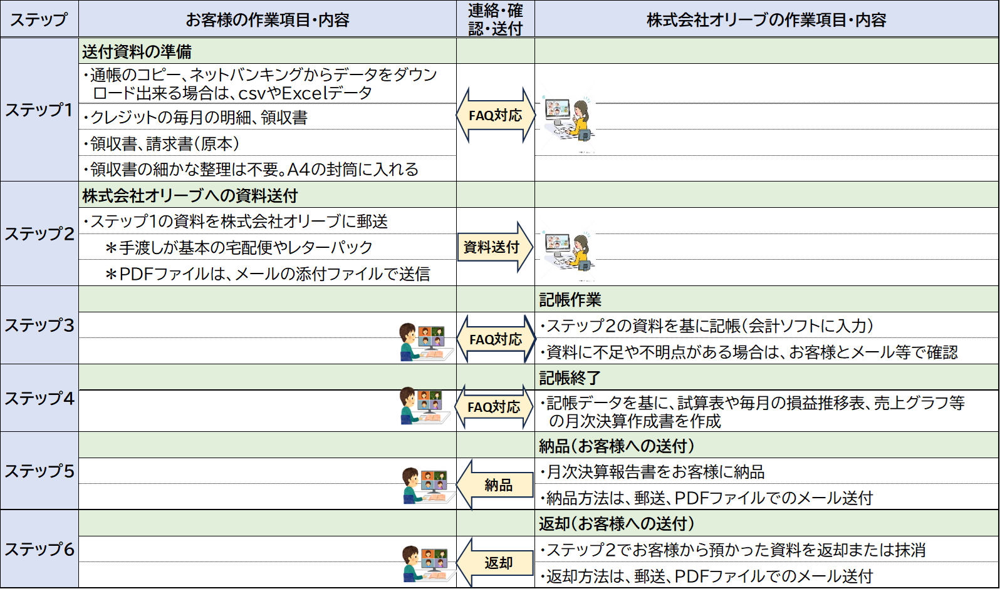 ステップ
お客様の作業項目・内容
連絡・確
認・送付
株式会社オリーブの作業項目・内容
ステップ1
送付資料の準備
・通帳のコピー、ネットバンキングからデータをダウン
ロード出来る場合は、csvやExcelデータ
・クレジットの毎月の明細、領収書
・領収書、請求書(原本)
・領収書の細かな整理は不要。A4の封筒に入れる
FAQ対応
ステップ2
株式会社オリーブへの資料送付
・ステップ1の資料を株式会社オリーブに郵送
＊手渡しが基本の宅配便やレターパック
＊PDFファイルは、メールの添付ファイルで送信
資料送付
ステップ3
FAQ対応
記帳作業
・ステップ2の資料を基に記帳(会計ソフトに入力)
・資料に不足や不明点がある場合は、お客様とメール等で確認
ステップ4
FAQ対応
記帳終了
・記帳データを基に、試算表や毎月の損益推移表、売上グラフ等
の月次決算作成書を作成
ステップ5
納品
納品(お客様への送付)
・月次決算報告書をお客様に納品
・納品方法は、郵送、PDFファイルでのメール送付
ステップ6
返却
返却(お客様への送付)
・ステップ2でお客様から預かった資料を返却または抹消
・返却方法は、郵送、PDFファイルでのメール送付